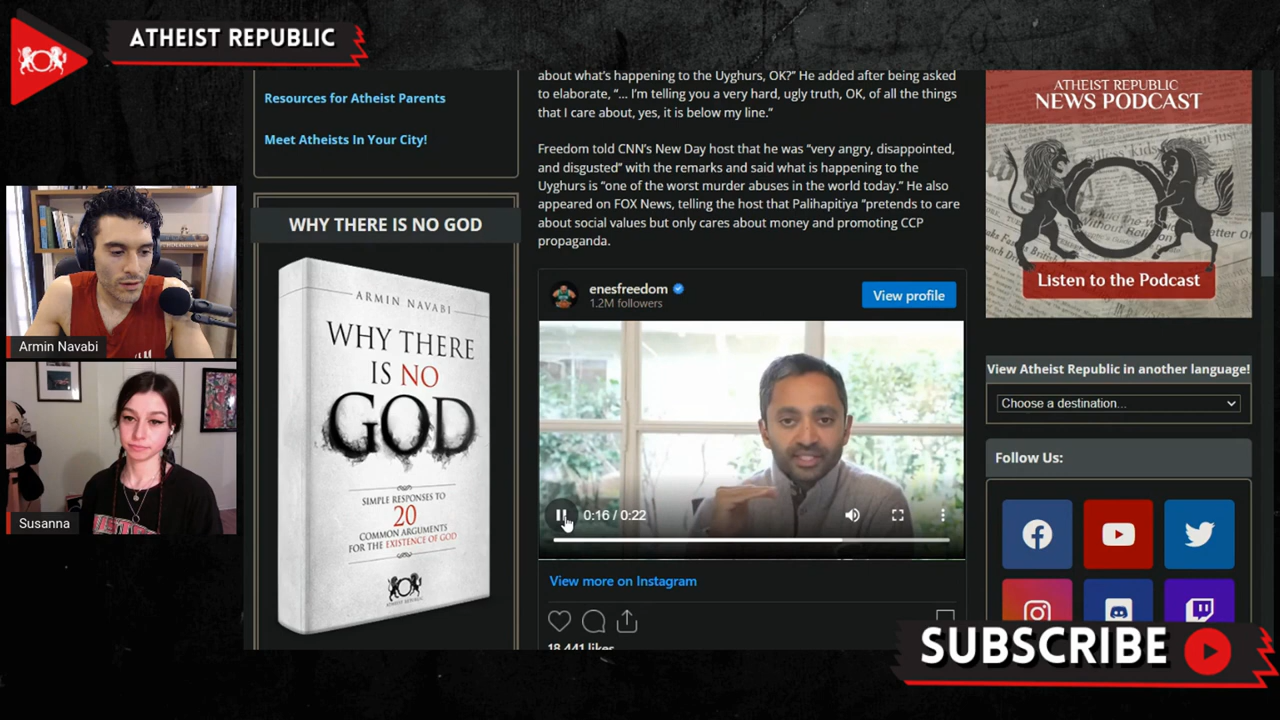 ATHEIST REPUBLIC
Resources for Atheist Parents
Meet Atheists In Your City!
WHY THERE IS NO GOD
ARMIN NAVABI
WHY THERE
IS NO
GOD
SIMPLE RESPONSES TO
20
COMMON ARGUMENTS
FOR THE EXISTENCE OF GOD
ATHEIST REPUBLIC
Armin Navabi
Susanna
about what's happening to the Uyghurs, OK?" He added after being asked
to elaborate, "... I'm telling you a very hard, ugly truth, OK, of all the things
that I care about, yes, it is below my line."
Freedom told CNN's New Day host that he was "very angry, disappointed,
and disgusted" with the remarks and said what is happening to the
Uyghurs is "one of the worst murder abuses in the world today." He also
appeared on FOX News, telling the host that Palihapitiya "pretends to care
about social values but only cares about money and promoting CCP
propaganda.
enesfreedom
1.2M followers
View profile
0:16 / 0:22
View more on Instagram
18,441 likes
ATHEIST REPUBLIC
NEWS PODCAST
Listen to the Podcast
View Atheist Republic in another language!
Choose a destination...
Follow Us:
SUBSCRIBE